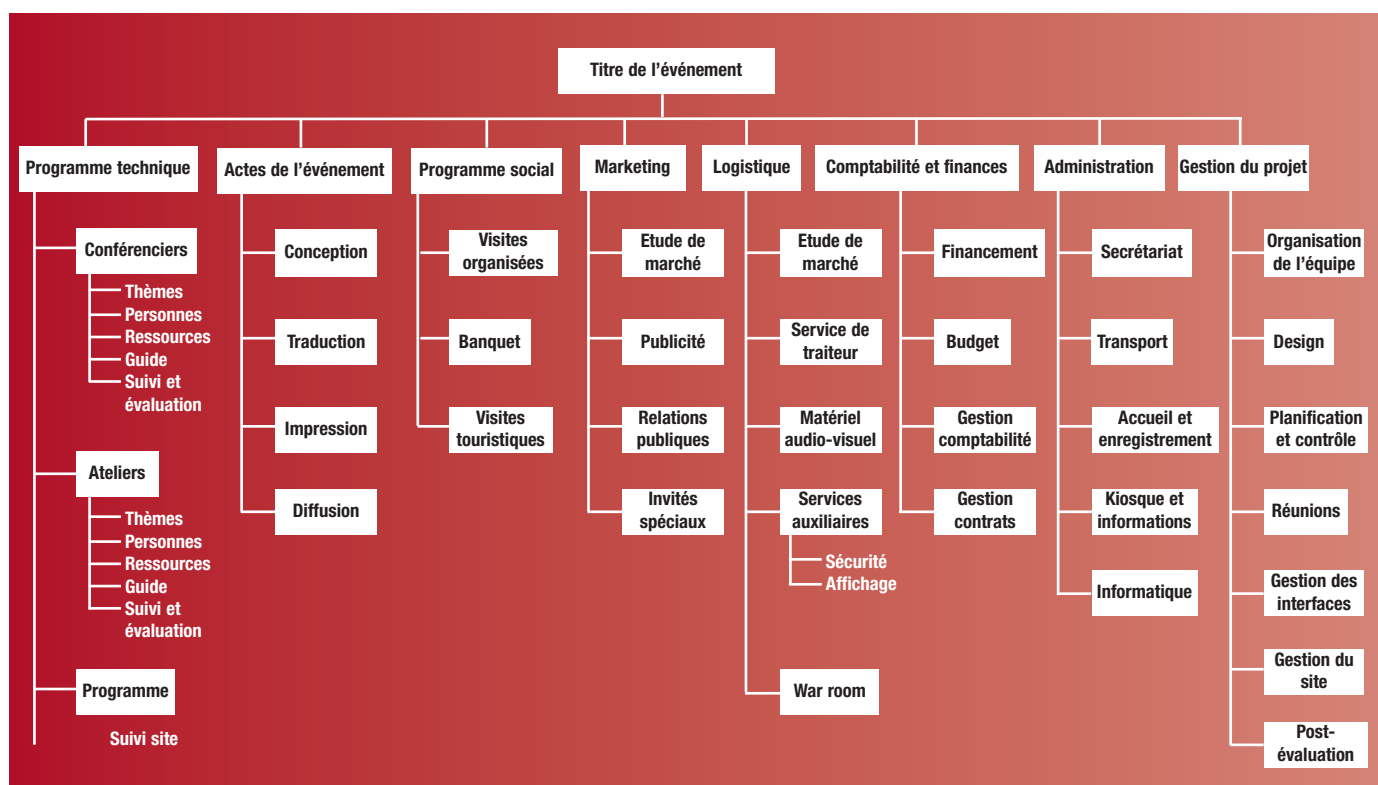 Titre de l’événement
Programme technique
Conférenciers
Thèmes
Personnes
Ressources
Guide
Suivi et
évaluation
Ateliers
Thèmes
Personnes
Ressources
Guide
Suivi et
évaluation
Programme
Suivi site
Actes de l’événement
Conception
Traduction
Impression
Diffusion
Programme social
Visites
organisées
Banquet
Visites
touristiques
Marketing
Etude de
marché
Publicité
Relations
publiques
Invités
spéciaux
Logistique
Etude de
marché
Service de
traiteur
Matériel
audio-visuel
Services
auxiliaires
Sécurité
Affichage
War room
Comptabilité et finances
Financement
Budget
Gestion
comptabilité
Gestion
contrats
Administration
Secrétariat
Transport
Accueil et
enregistrement
Kiosque et
informations
Informatique
Gestion du projet
Organisation
de l’équipe
Design
Planification
et contrôle
Réunions
Gestion des
interfaces
Gestion du
site
Post-
évaluation